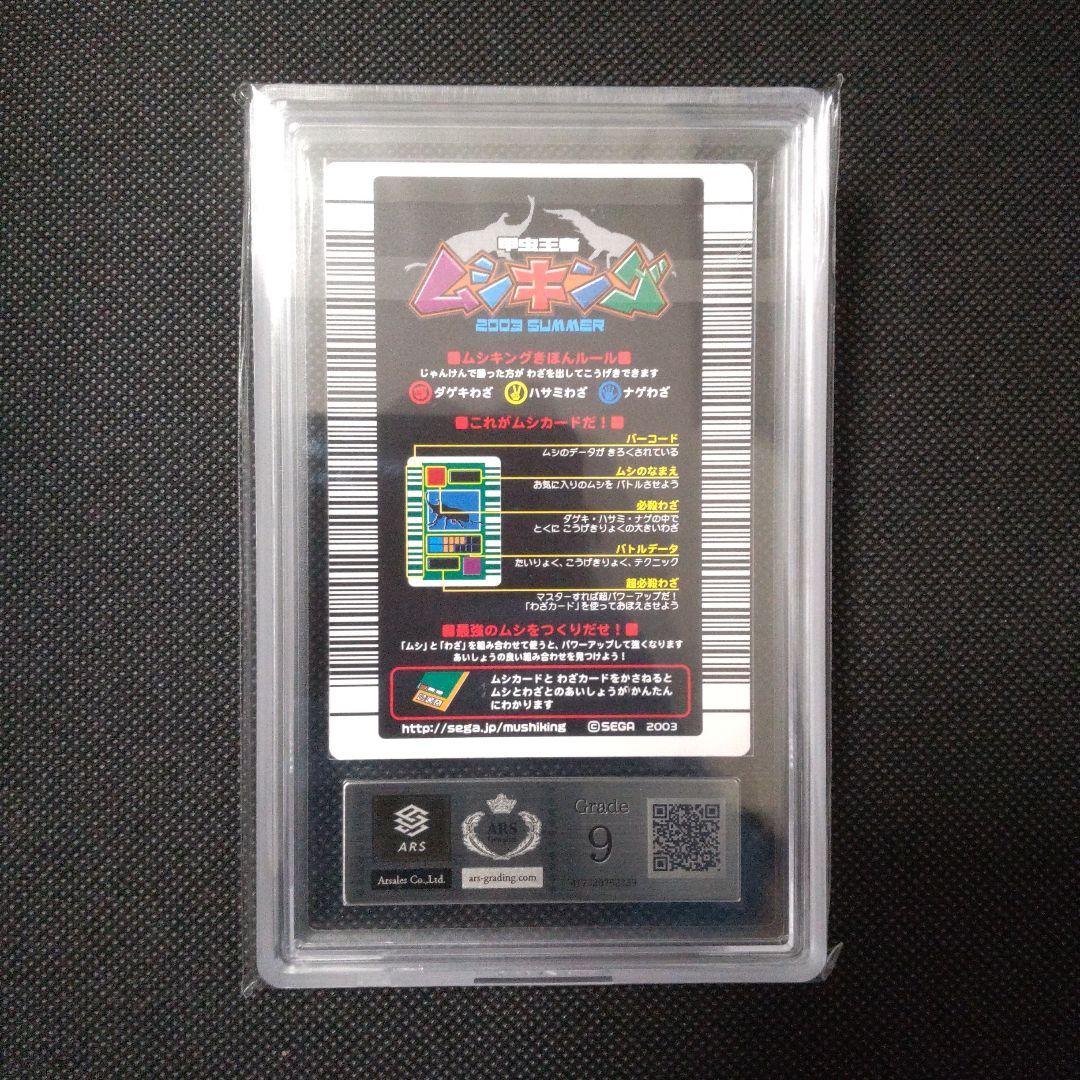 甲虫王者
ムシキング
2003 SUMMER
■ムシキングきほんルール■
じゃんけんで勝った方が わざを出してこうげきできます
ダゲキわざ ハサミわざ ナゲわざ
■これがムシカードだ！■
バーコード
ムシのデータが きろくされている
ムシのなまえ
お気に入りのムシを バトルさせよう
必殺わざ
ダゲキ・ハサミ・ナゲの中で
とくに こうげきりょくの大きいわざ
バトルデータ
たいりょく、こうげきりょく、テクニック
超必殺わざ
マスターすれば超パワーアップだ！
「わざカード」を使っておぼえさせよう
■最強のムシをつくりだせ！■
「ムシ」と「わざ」を組み合わせて使うと、パワーアップして強くなります
あいしょうの良い組み合わせを見つけよう！
ムシカードと わざカードをかさねると
ムシとわざとのあいしょうが かんたん
にわかります
http://sega.jp/mushiking ©SEGA 2003
ARS
Arsales Co.,Ltd.
ARS
ars-grading.com
Grade
9